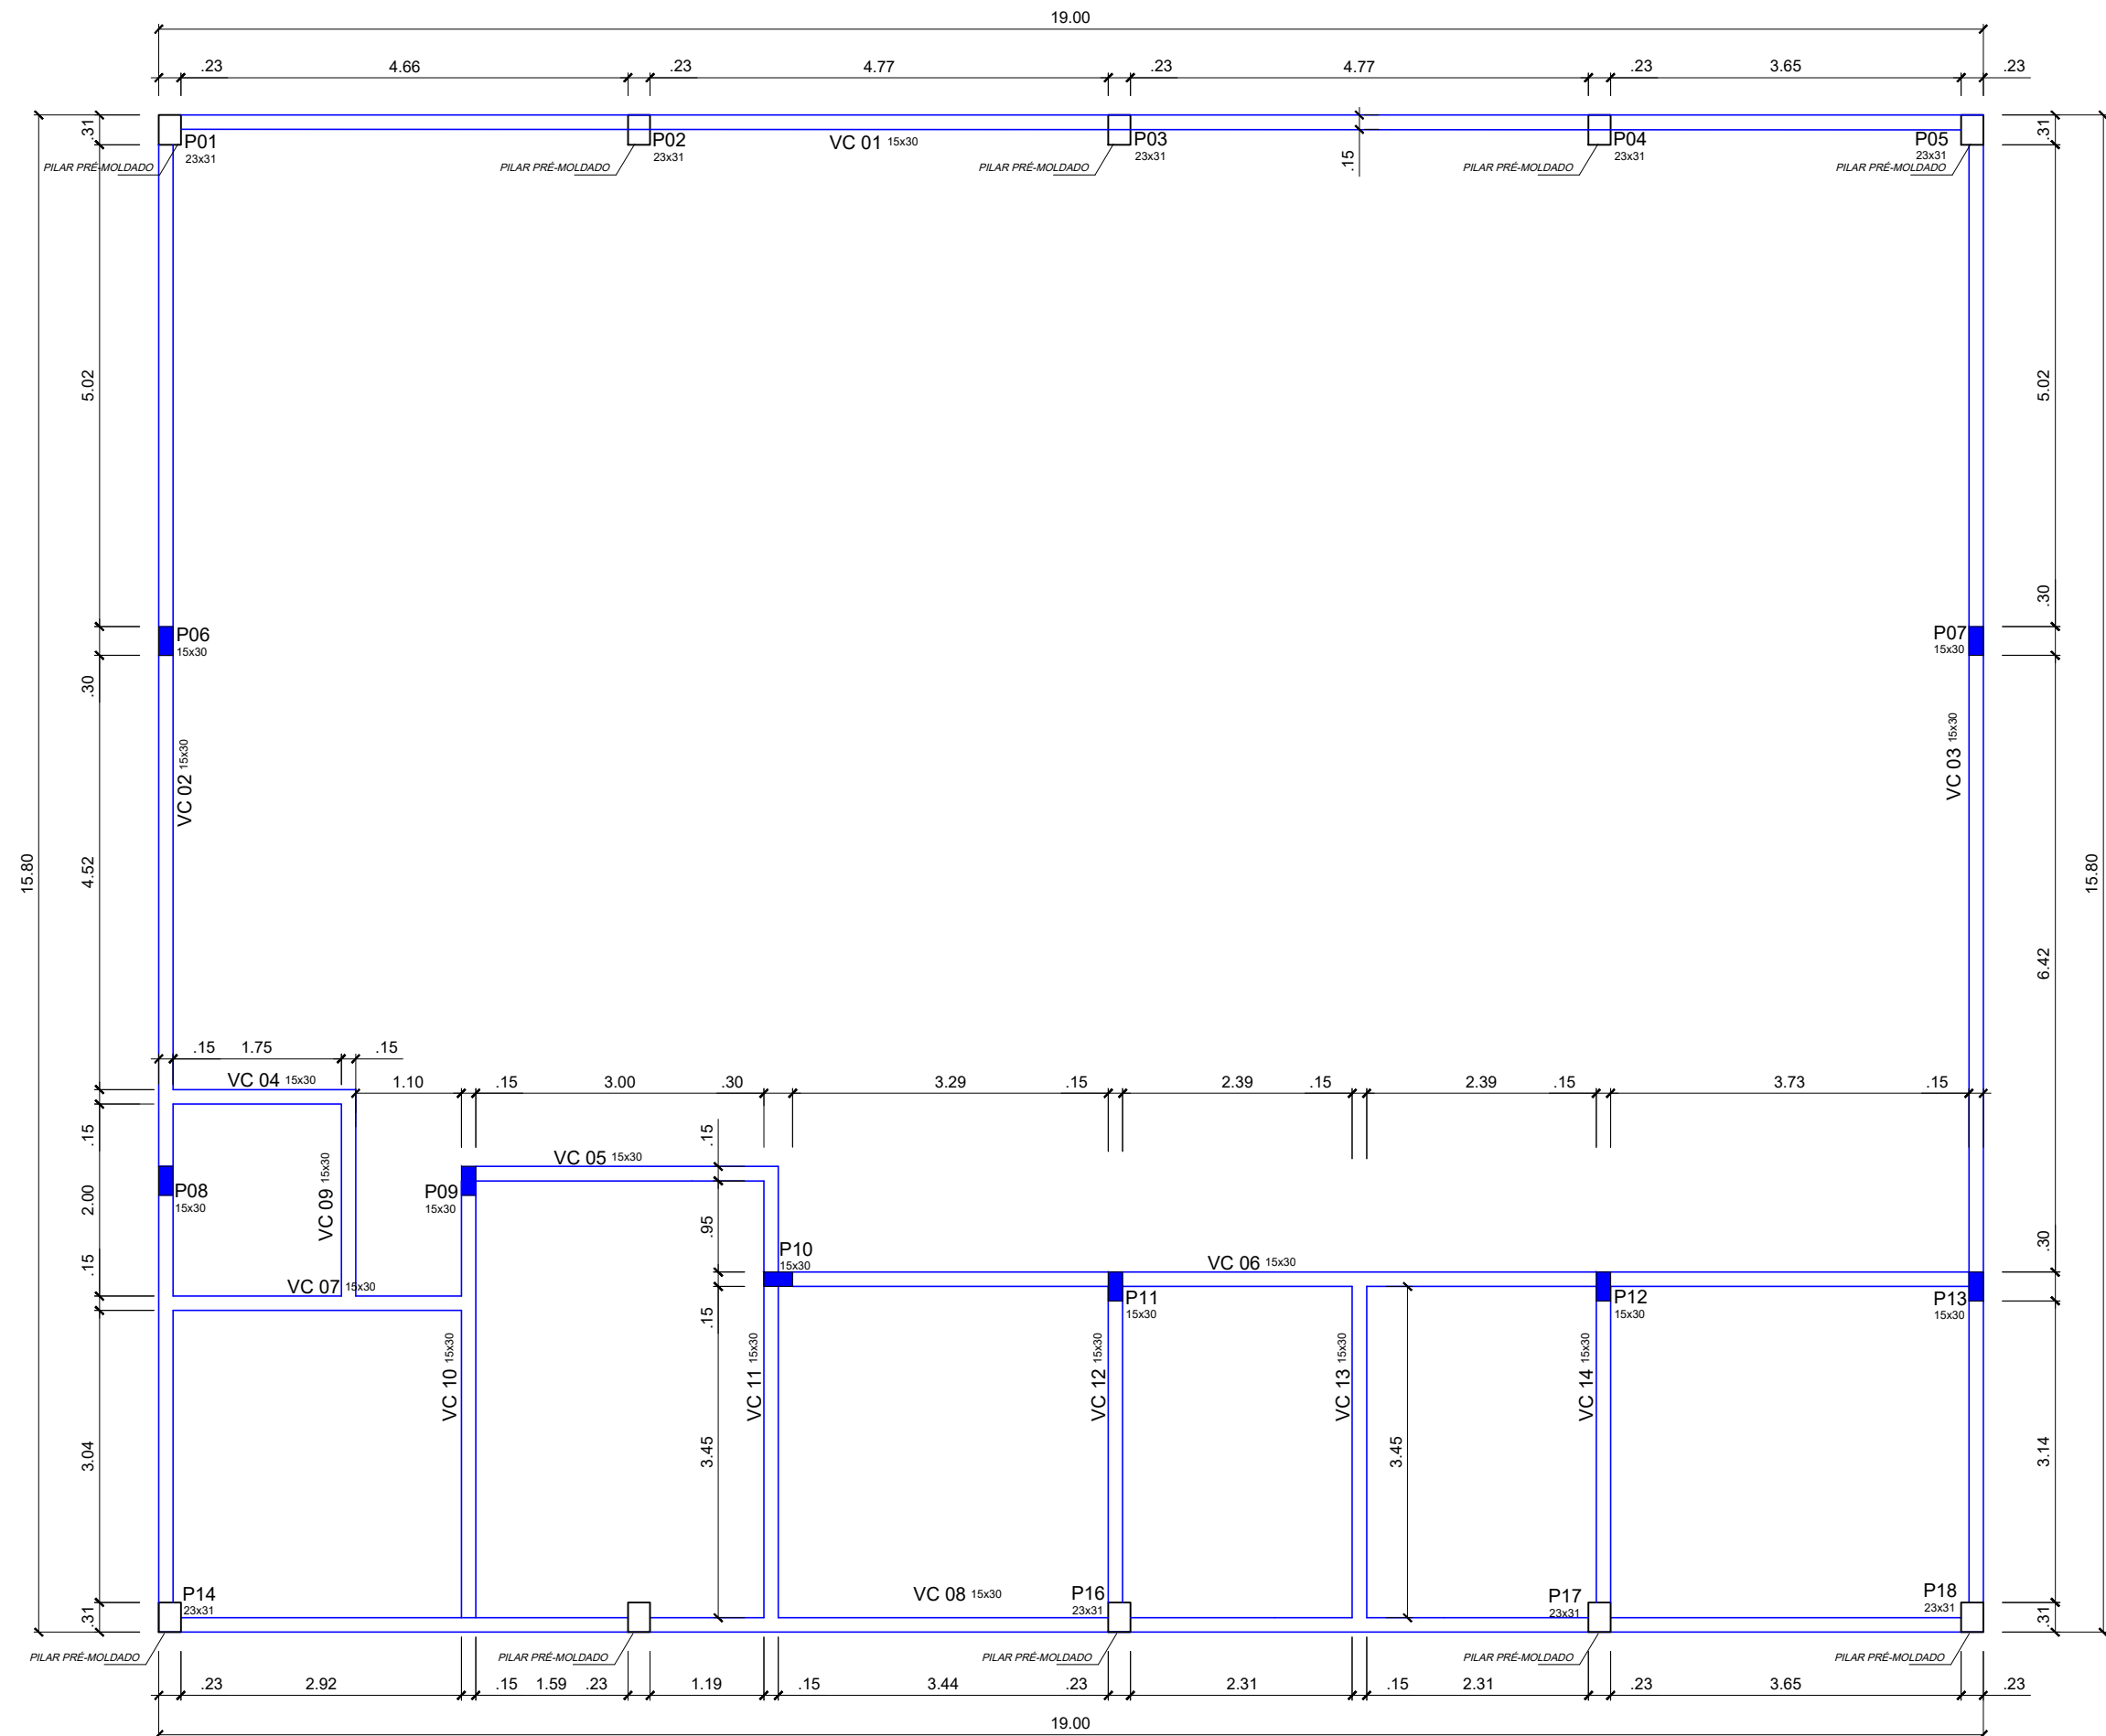 19.00
.23 4.66 .23 4.77 .23 4.77 .23 3.65 .23
.31 P01 P02 VC 01 15x30 P03 P04 P05 .31
23x31 23x31 23x31 23x31 23x31
PILAR PRÉ-MOLDADO PILAR PRÉ-MOLDADO PILAR PRÉ-MOLDADO .15 PILAR PRÉ-MOLDADO PILAR PRÉ-MOLDADO
5.02 5.02
.30
P06 P07
15x30 15x30
.30
VC 02 15x30 VC 03 15x30
15.80 4.52 15.80
6.42
.15 1.75 .15
VC 04 15x30 1.10 .15 3.00 .30 3.29 .15 2.39 .15 2.39 .15 3.73 .15
.15 .15
VC 05 15x30
P08 P09
15x30 15x30
2.00 VC 09 15x30 .95
P10 .30
15x30 VC 06 15x30
.15 VC 07 15x30
P11 P12 P13
15x30 15x30 15x30
.15
VC 10 15x30 VC 11 15x30 VC 12 15x30 VC 13 15x30 VC 14 15x30
3.04 3.45 3.45 3.14
P14 VC 08 15x30 P16 P17 P18
23x31 23x31 23x31 23x31
.31 .31
PILAR PRÉ-MOLDADO PILAR PRÉ-MOLDADO PILAR PRÉ-MOLDADO PILAR PRÉ-MOLDADO PILAR PRÉ-MOLDADO
.23 2.92 .15 1.59 .23 1.19 .15 3.44 .23 2.31 .15 2.31 .23 3.65 .23
19.00